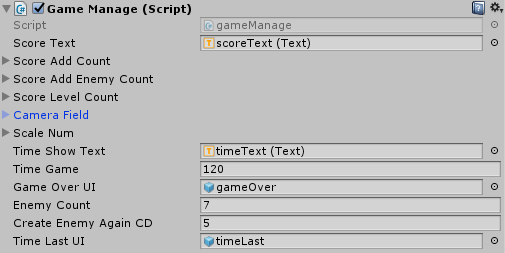 Game Manage (Script)
Script gameManage
Score Text scoreText (Text)
Score Add Count
Score Add Enemy Count
Score Level Count
Camera Field
Scale Num
Time Show Text timeText (Text)
Time Game 120
Game Over UI gameOver
Enemy Count 7
Create Enemy Again CD 5
Time Last UI timeLast